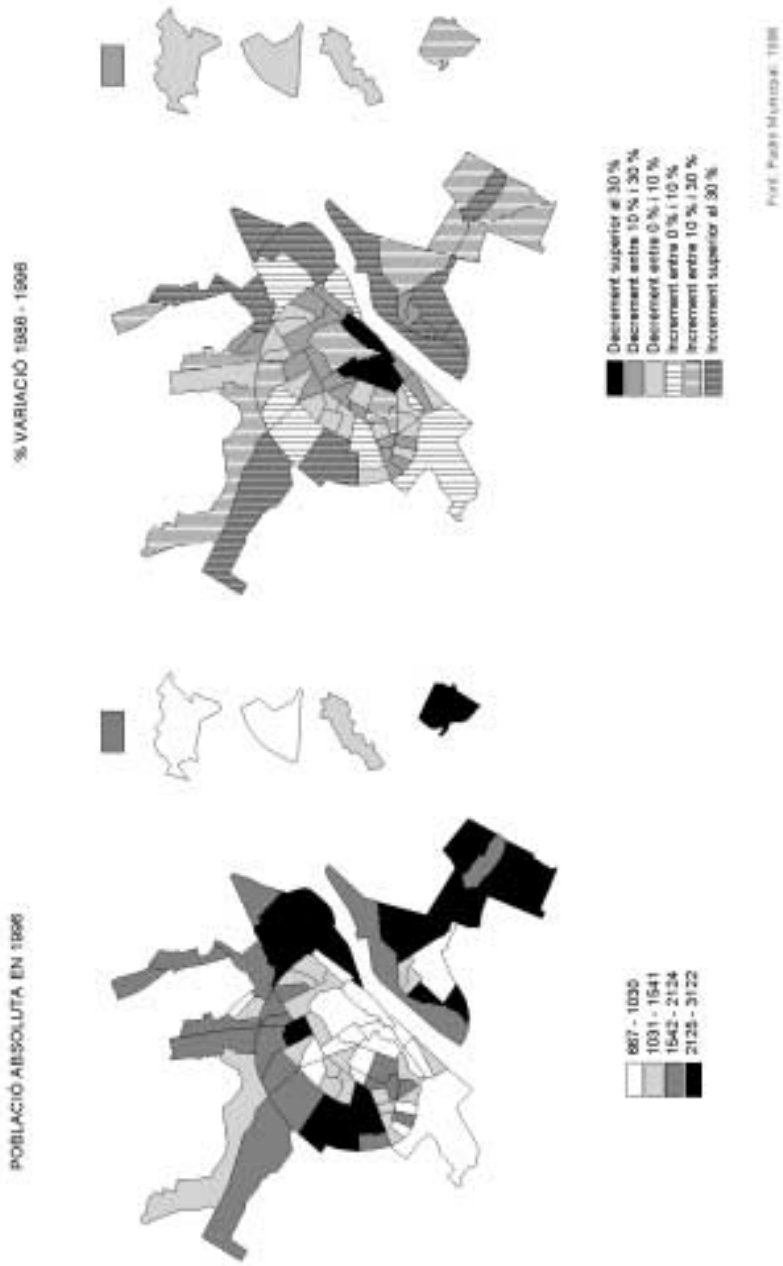 POBLACIÓ ABSOLUTA EN 1996
667 - 1030
1031 - 1541
1542 - 2124
2125 - 3122
% VARIACIÓ 1986 - 1996
Decrement superior al 30 %
Decrement entre 10 % i 30 %
Decrement entre 0 % i 10 %
Increment entre 0 % i 10 %
Increment entre 10 % i 30 %
Increment superior al 30 %
Padró Municipal